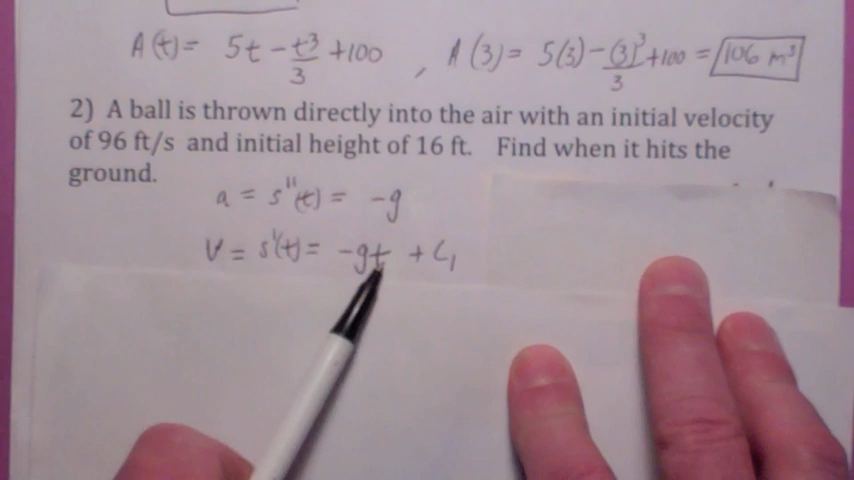 A(t) = 5t - t³/3 + 100 , A(3) = 5(3) - (3)³/3 + 100 = 106 m³
2) A ball is thrown directly into the air with an initial velocity
of 96 ft/s and initial height of 16 ft. Find when it hits the
ground.
a = s"(t) = -g
V = s'(t) = -gt + C₁